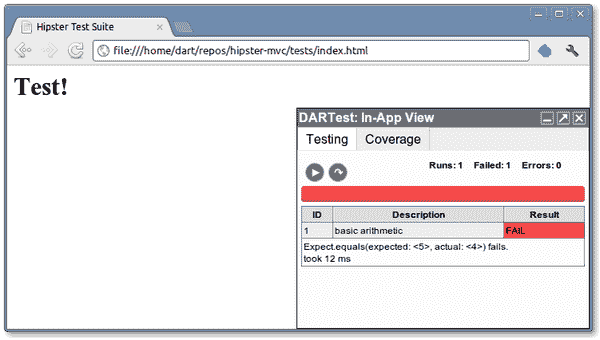 Hipster Test Suite
file:///home/dart/repos/hipster-mvc/tests/index.html
Test!
DARTest: In-App View
Testing Coverage
Runs: 1 Failed: 1 Errors: 0
ID Description Result
1 basic arithmetic FAIL
Expect.equals(expected: <5>, actual: <4>) fails.
took 12 ms